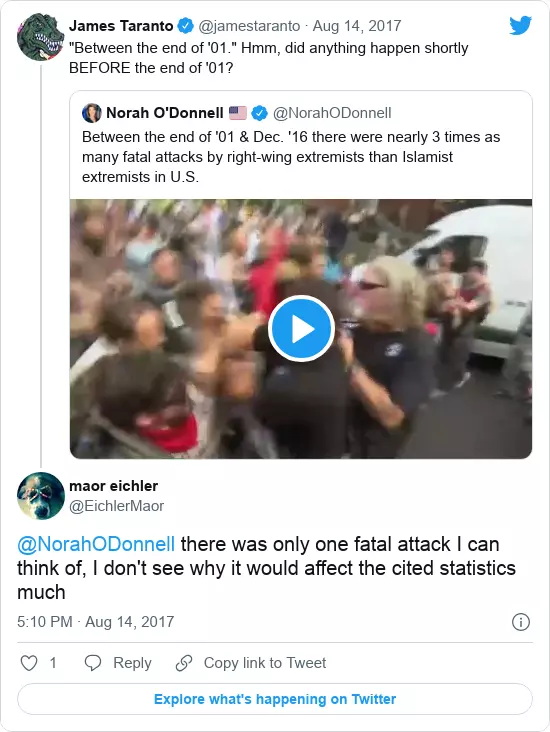 James Taranto @jamestaranto · Aug 14, 2017
"Between the end of '01." Hmm, did anything happen shortly
BEFORE the end of '01?
Norah O'Donnell 🇺🇸 @NorahODonnell
Between the end of '01 & Dec. '16 there were nearly 3 times as
many fatal attacks by right-wing extremists than Islamist
extremists in U.S.
maor eichler
@EichlerMaor
@NorahODonnell there was only one fatal attack I can
think of, I don't see why it would affect the cited statistics
much
5:10 PM · Aug 14, 2017
1 Reply Copy link to Tweet
Explore what's happening on Twitter